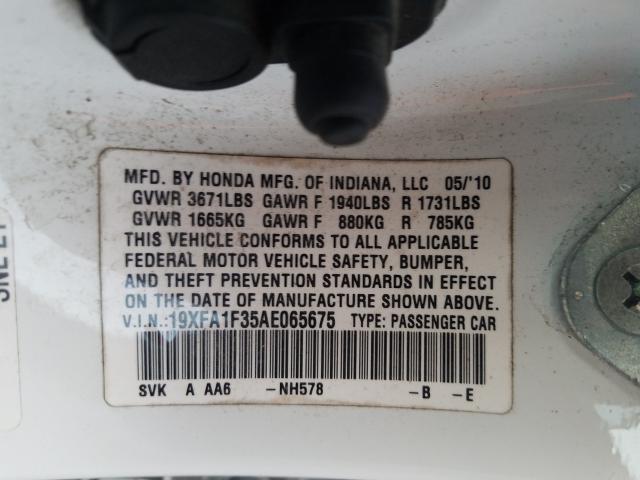 MFD. BY HONDA MFG. OF INDIANA, LLC 05/'10
GVWR 3671LBS GAWR F 1940LBS R 1731LBS
GVWR 1665KG GAWR F 880KG R 785KG
THIS VEHICLE CONFORMS TO ALL APPLICABLE
FEDERAL MOTOR VEHICLE SAFETY, BUMPER,
AND THEFT PREVENTION STANDARDS IN EFFECT
ON THE DATE OF MANUFACTURE SHOWN ABOVE.
V.I.N.:19XFA1F35AE065675 TYPE: PASSENGER CAR
SVK A AA6 -NH578 -B -E